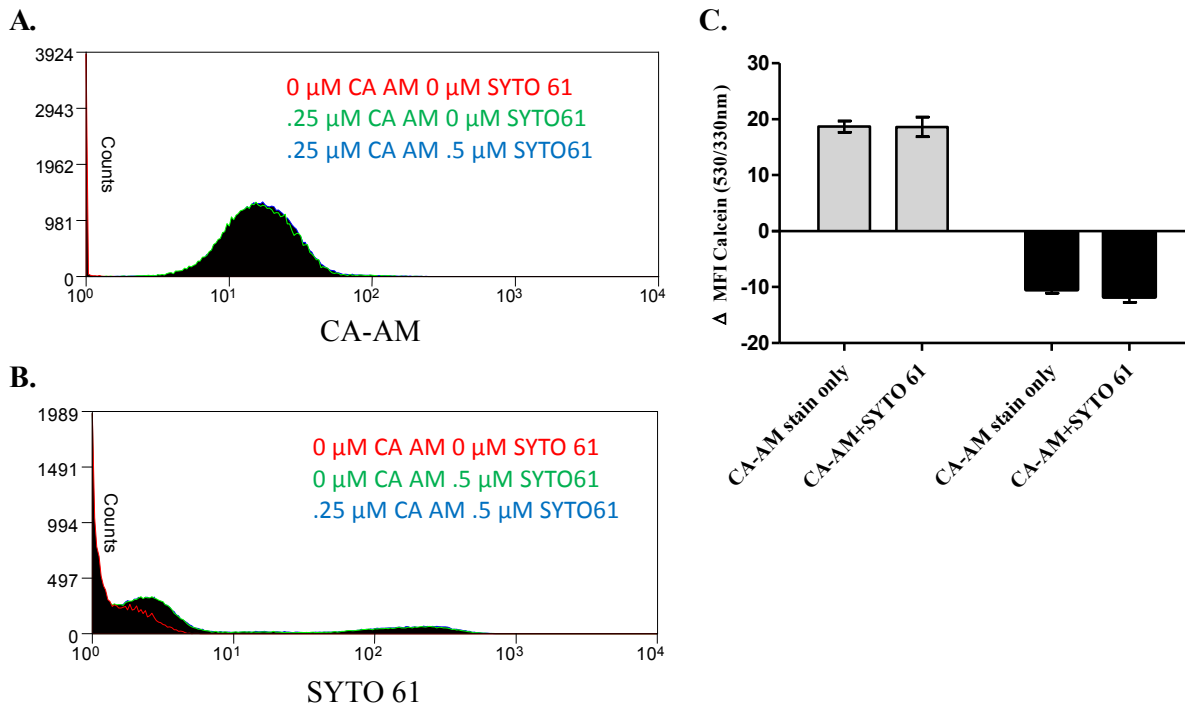 A.
3924
2943
1962
981
0
Counts
0 µM CA AM 0 µM SYTO 61
.25 µM CA AM 0 µM SYTO61
.25 µM CA AM .5 µM SYTO61
10⁰ 10¹ 10² 10³ 10⁴
CA-AM
B.
1989
1491
994
497
0
Counts
0 µM CA AM 0 µM SYTO 61
0 µM CA AM .5 µM SYTO61
.25 µM CA AM .5 µM SYTO61
10⁰ 10¹ 10² 10³ 10⁴
SYTO 61
C.
Δ MFI Calcein (530/330nm)
30
20
10
0
-10
-20
CA-AM stain only
CA-AM+SYTO 61
CA-AM stain only
CA-AM+SYTO 61